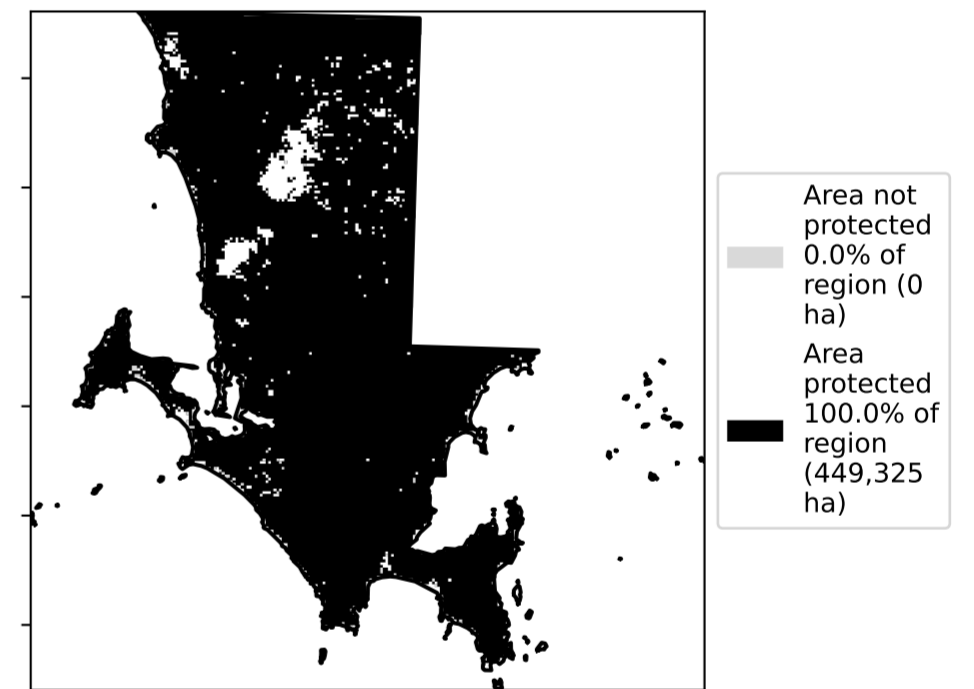 Area not
protected
0.0% of
region (0
ha)
Area
protected
100.0% of
region
(449,325
ha)